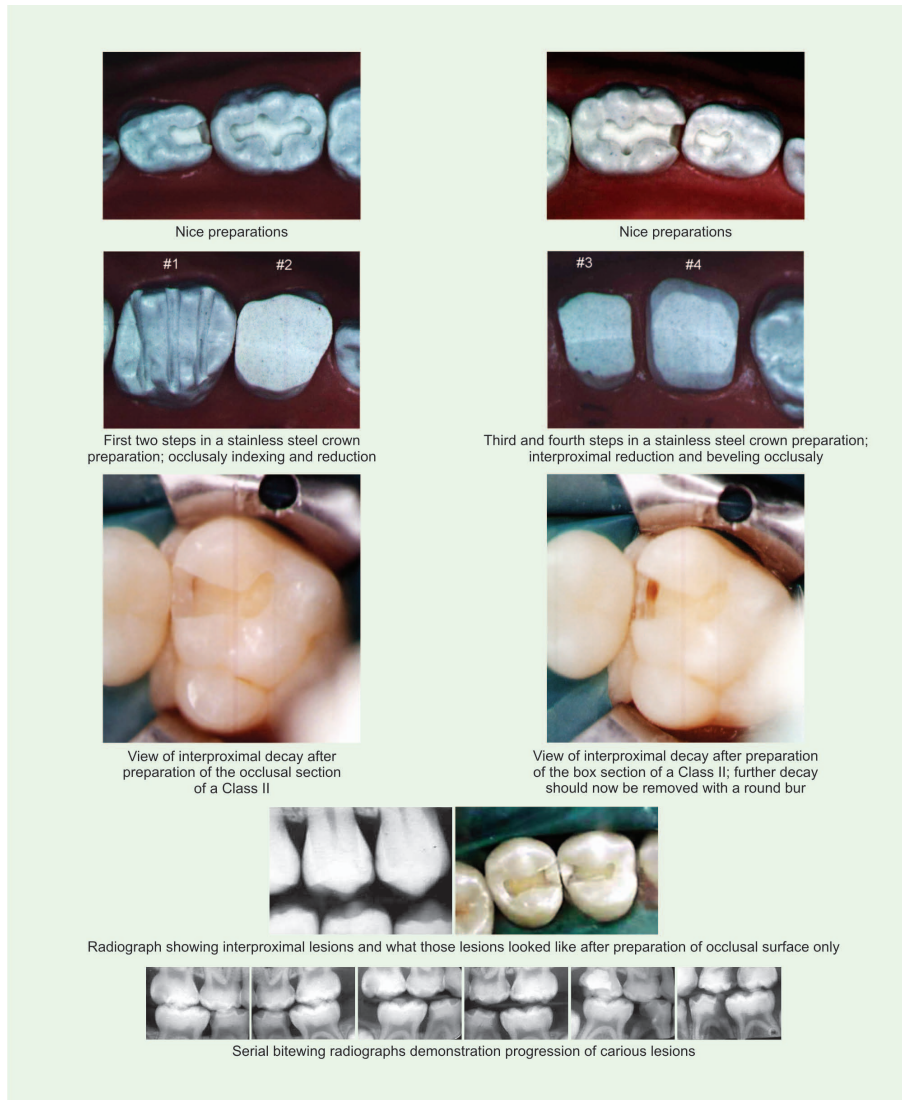 Nice preparations
Nice preparations
#1
#2
#3
#4
First two steps in a stainless steel crown
preparation; occlusaly indexing and reduction
Third and fourth steps in a stainless steel crown preparation;
interproximal reduction and beveling occlusaly
View of interproximal decay after
preparation of the occlusal section
of a Class II
View of interproximal decay after preparation
of the box section of a Class II; further decay
should now be removed with a round bur
Radiograph showing interproximal lesions and what those lesions looked like after preparation of occlusal surface only
Serial bitewing radiographs demonstration progression of carious lesions